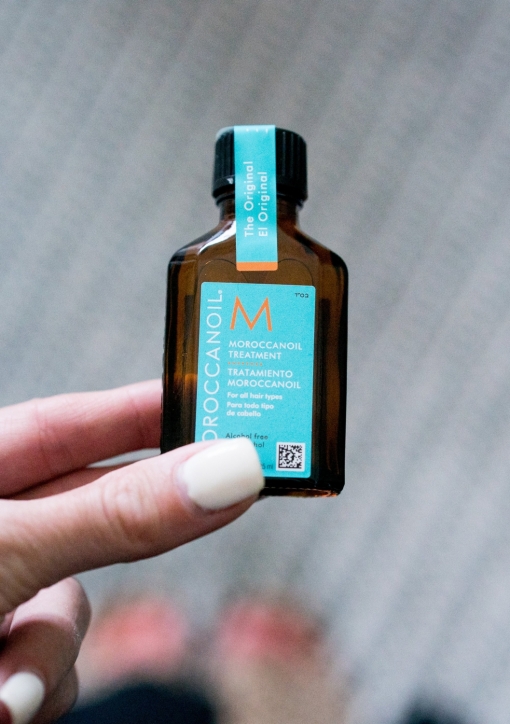 The Original
El Original
MOROCCANOIL®
M
MOROCCANOIL
TREATMENT
TRATAMIENTO
MOROCCANOIL
For all hair types
Para todo tipo
de cabello
Alcohol free